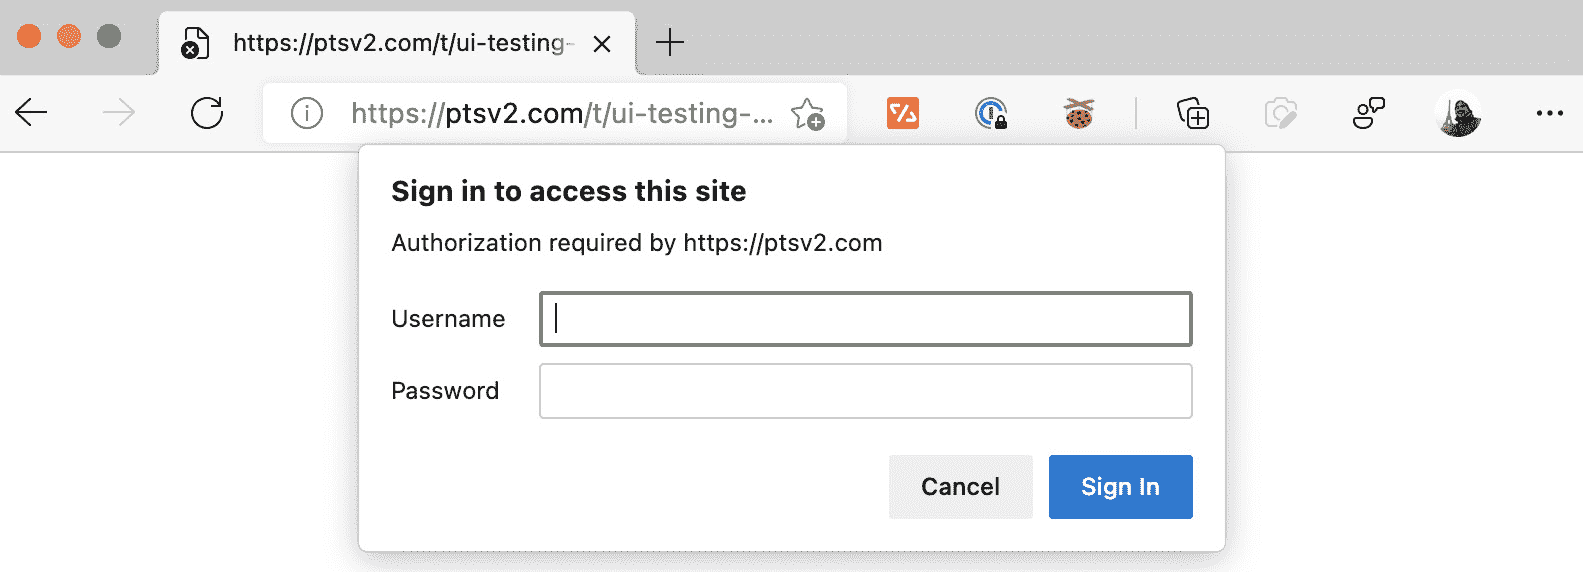 https://ptsv2.com/t/ui-testing-
https://ptsv2.com/t/ui-testing-...
Sign in to access this site
Authorization required by https://ptsv2.com
Username
Password
Cancel
Sign In